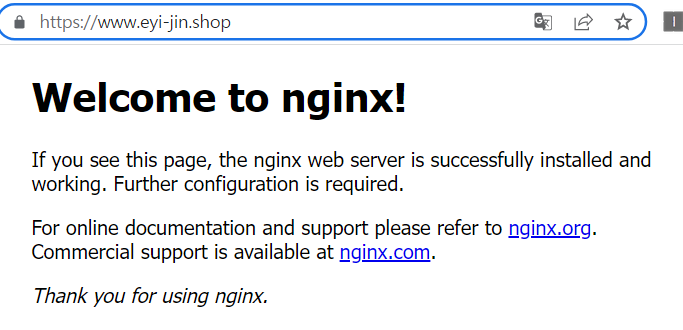 https://www.eyi-jin.shop
Welcome to nginx!
If you see this page, the nginx web server is successfully installed and
working. Further configuration is required.
For online documentation and support please refer to nginx.org.
Commercial support is available at nginx.com.
Thank you for using nginx.